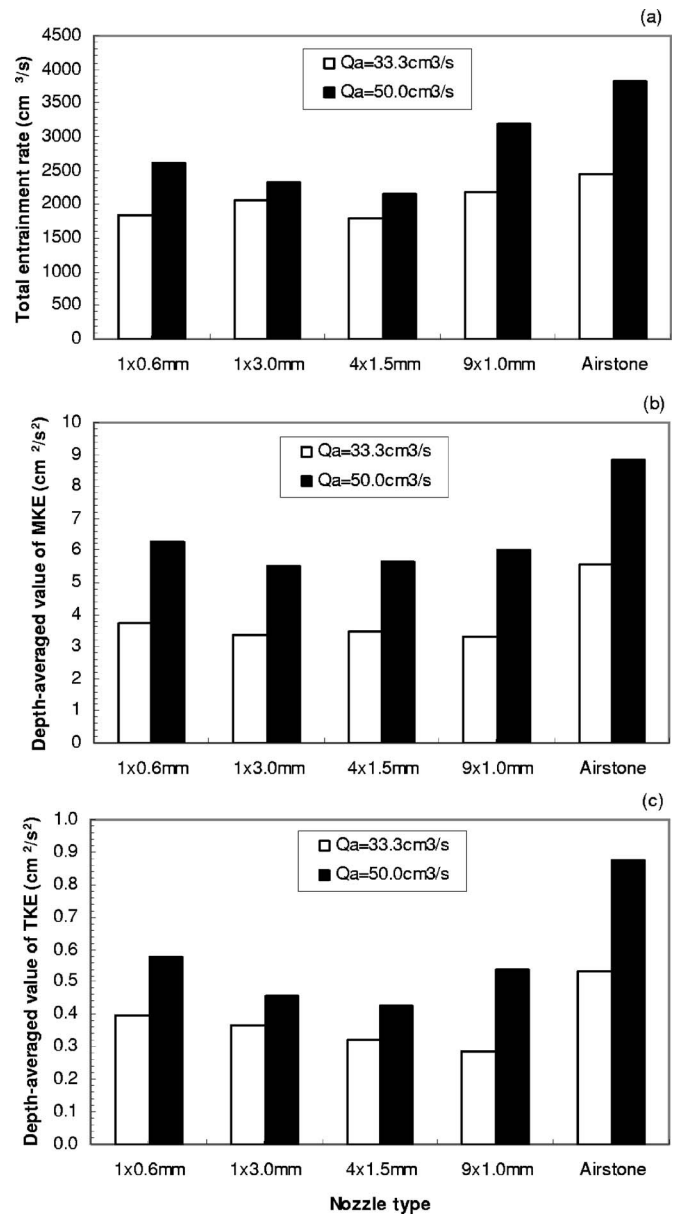 (a)
4500
4000
3500
3000
2500
2000
1500
1000
500
0
Total entrainment rate (cm ³/s)
Qa=33.3cm3/s
Qa=50.0cm3/s
1x0.6mm 1x3.0mm 4x1.5mm 9x1.0mm Airstone
(b)
10
9
8
7
6
5
4
3
2
1
0
Depth-averaged value of MKE (cm ²/s²)
Qa=33.3cm3/s
Qa=50.0cm3/s
1x0.6mm 1x3.0mm 4x1.5mm 9x1.0mm Airstone
(c)
1.0
0.9
0.8
0.7
0.6
0.5
0.4
0.3
0.2
0.1
0.0
Depth-averaged value of TKE (cm ²/s²)
Qa=33.3cm3/s
Qa=50.0cm3/s
1x0.6mm 1x3.0mm 4x1.5mm 9x1.0mm Airstone
Nozzle type